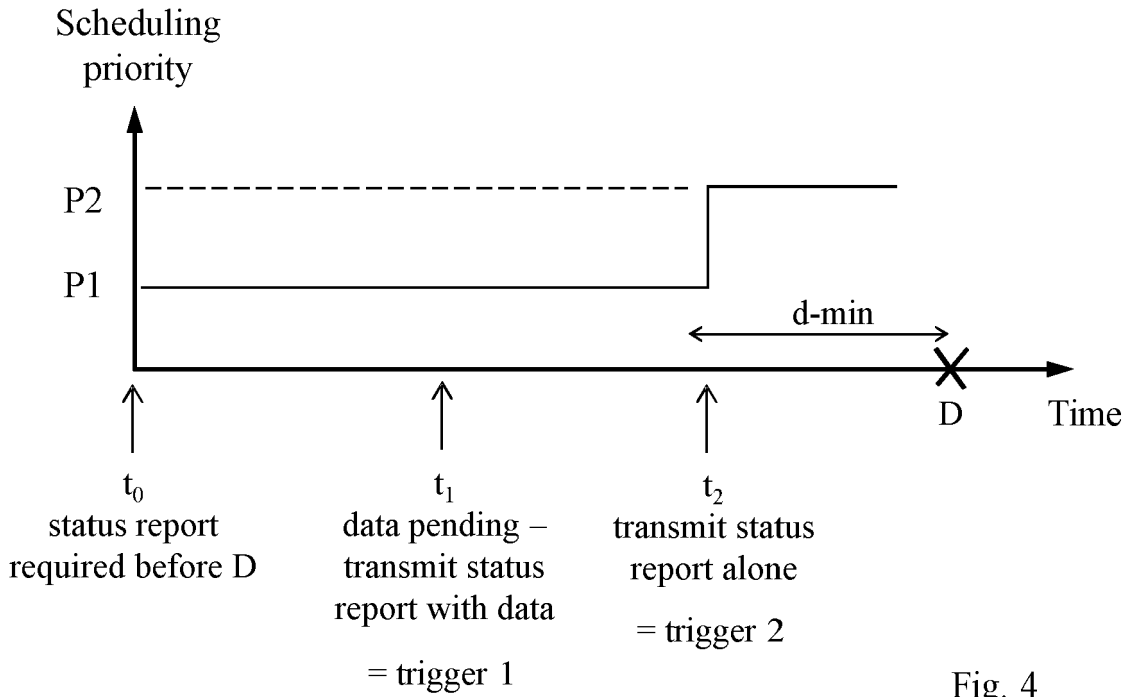 Scheduling
priority
P2
P1
d-min
D
Time
t0
status report
required before D
t1
data pending –
transmit status
report with data
= trigger 1
t2
transmit status
report alone
= trigger 2
Fig. 4